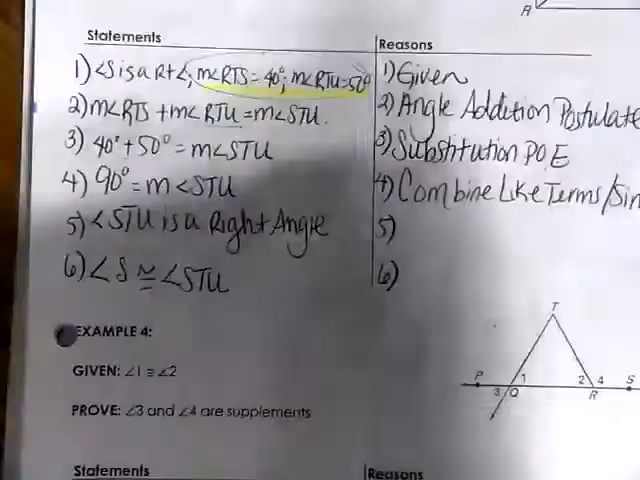 A
Statements
Reasons
1) <S is a Rt <; m<RTS = 40°; m<RTU = 50°
1) Given
2) m<RTS + m<RTU = m<STU.
2) Angle Addition Postulate
3) 40° + 50° = m<STU
3) Substitution POE
4) 90° = m<STU
4) Combine Like Terms/Sim
5) <STU is a Right Angle
5)
6) <S ≅ <STU
6)
EXAMPLE 4:
GIVEN: ∠1 ≅ ∠2
PROVE: ∠3 and ∠4 are supplements
T
P 1 2 4 S
3 Q R
Statements
Reasons